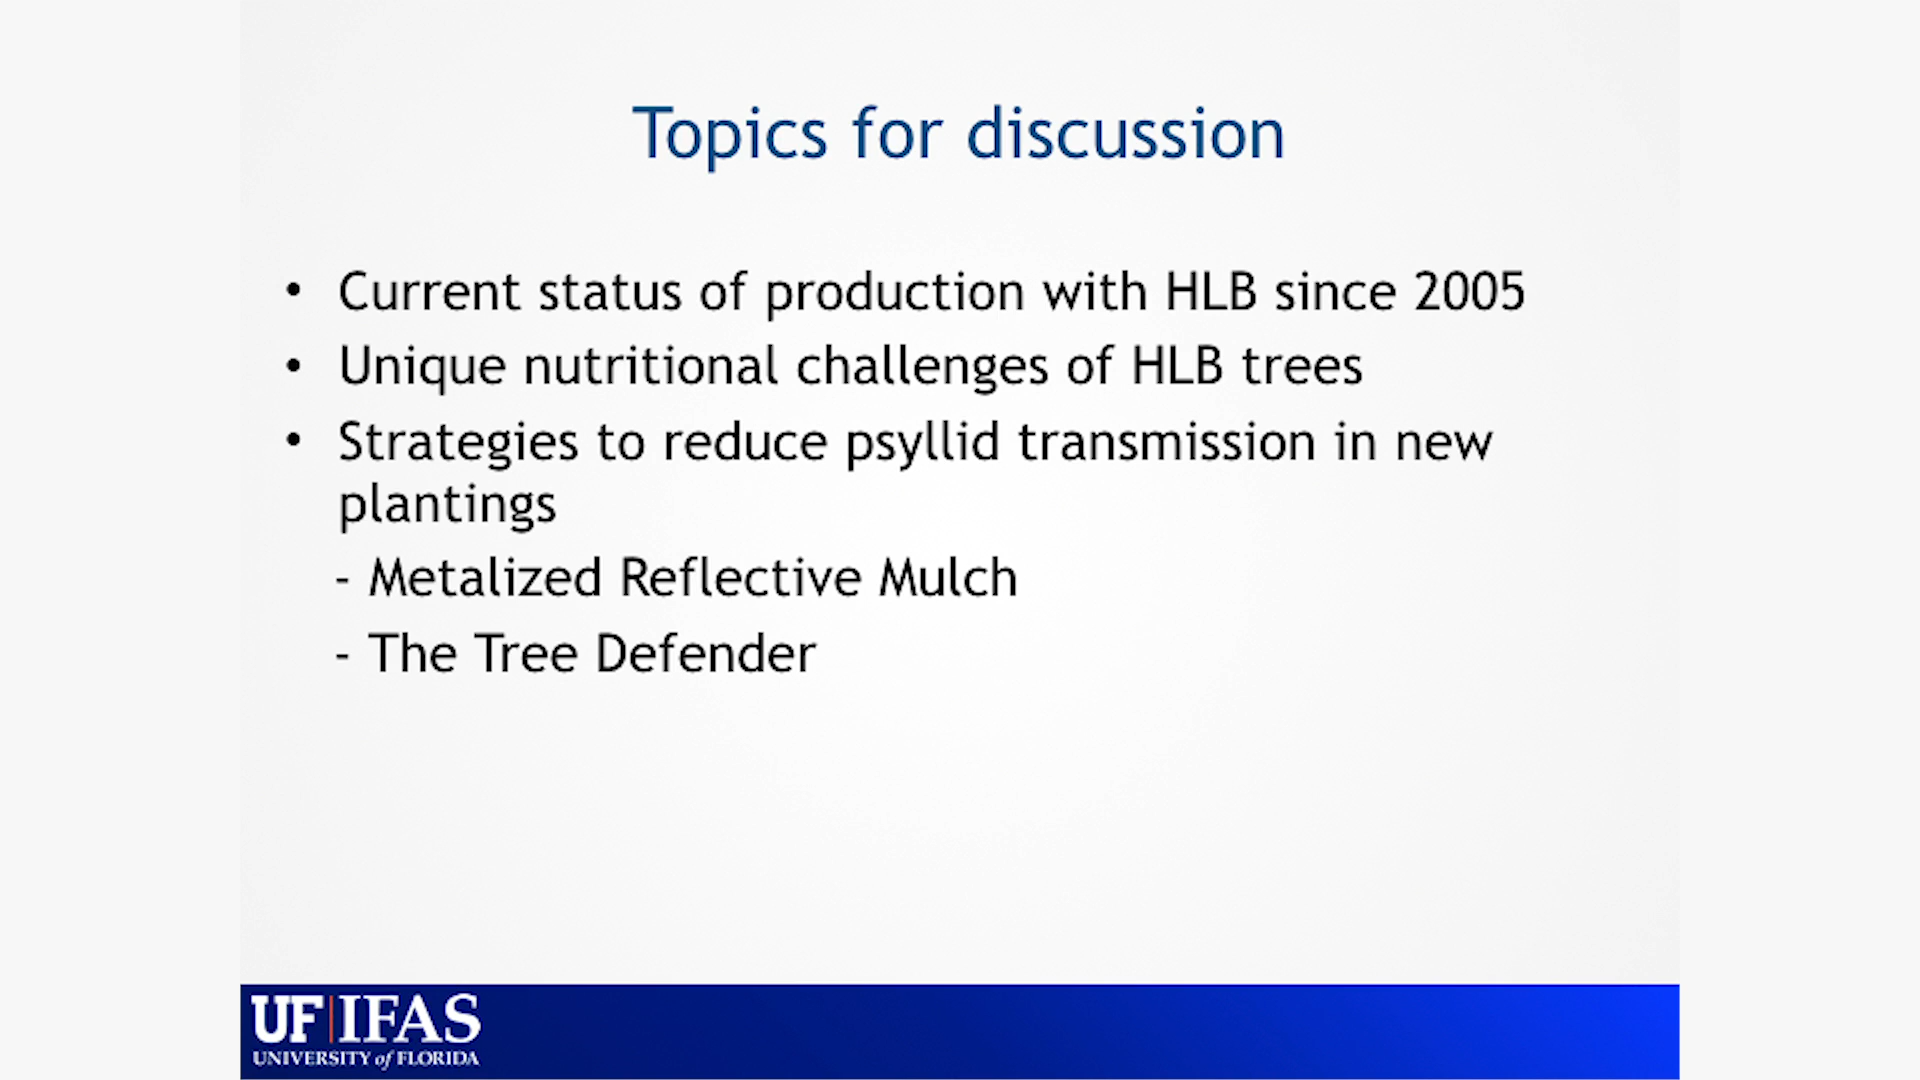 Topics for discussion
• Current status of production with HLB since 2005
• Unique nutritional challenges of HLB trees
• Strategies to reduce psyllid transmission in new
plantings
- Metalized Reflective Mulch
- The Tree Defender
UF|IFAS
UNIVERSITY of FLORIDA